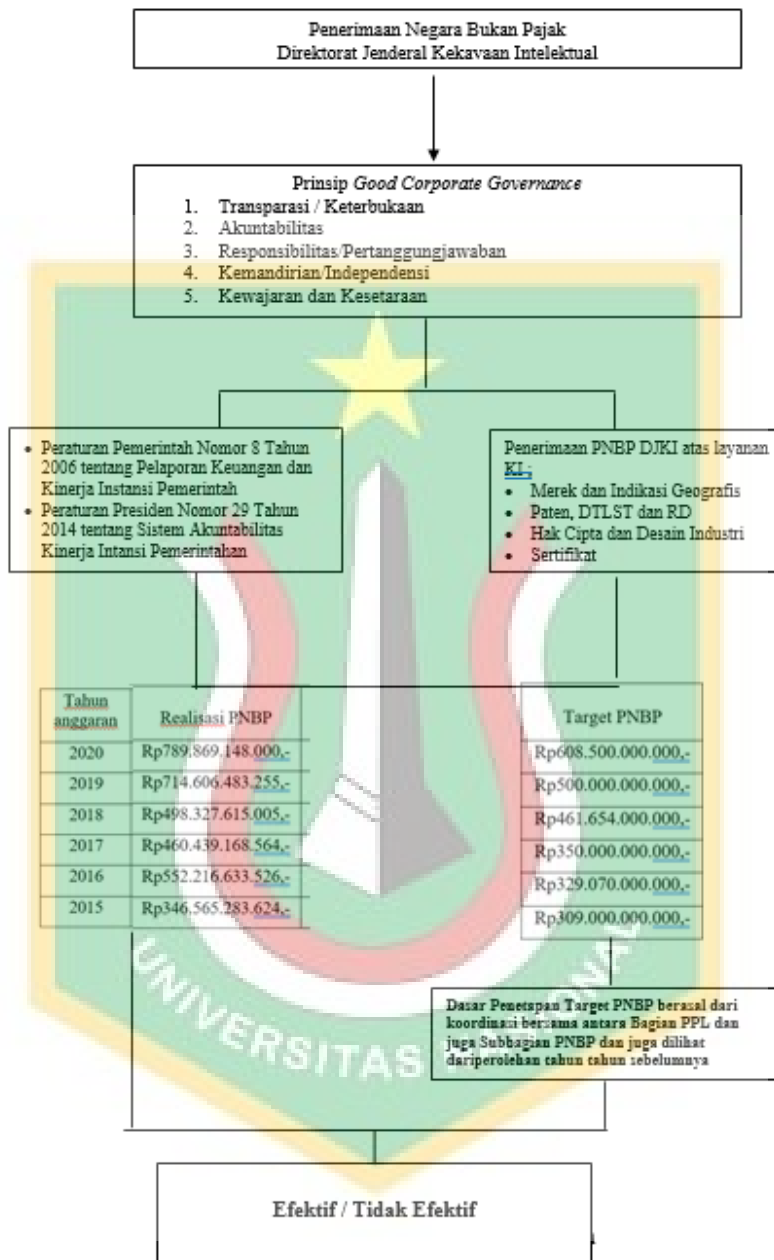 Penerimaan Negara Bukan Pajak
Direktorat Jenderal Kekavaan Intelektual
Prinsip Good Corporate Governance
1. Transparasi / Keterbukaan
2. Akuntabilitas
3. Responsibilitas/Pertanggungjawaban
4. Kemandirian/Independensi
5. Kewajaran dan Kesetaraan
• Peraturan Pemerintah Nomor 8 Tahun
2006 tentang Pelaporan Keuangan dan
Kinerja Instansi Pemerintah
• Peraturan Presiden Nomor 29 Tahun
2014 tentang Sistem Akuntabilitas
Kinerja Intansi Pemerintahan
Penerimaan PNBP DJKI atas layanan
KI :
• Merek dan Indikasi Geografis
• Paten, DTLST dan RD
• Hak Cipta dan Desain Industri
• Sertifikat
Tahun
anggaran
Realisasi PNBP
2020 Rp789.869.148.000,-
2019 Rp714.606.483.255,-
2018 Rp498.327.615.005,-
2017 Rp460.439.168.564,-
2016 Rp552.216.633.526,-
2015 Rp346.565.283.624,-
Target PNBP
Rp608.500.000.000,-
Rp500.000.000.000,-
Rp461.654.000.000,-
Rp350.000.000.000,-
Rp329.070.000.000,-
Rp309.000.000.000,-
Dasar Penetapan Target PNBP berasal dari
koordinasi bersama antara Bagian PPL dan
juga Subbagian PNBP dan juga dilihat
dariperolehan tahun tahun sebelumnya
UNIVERSITAS
Efektif / Tidak Efektif